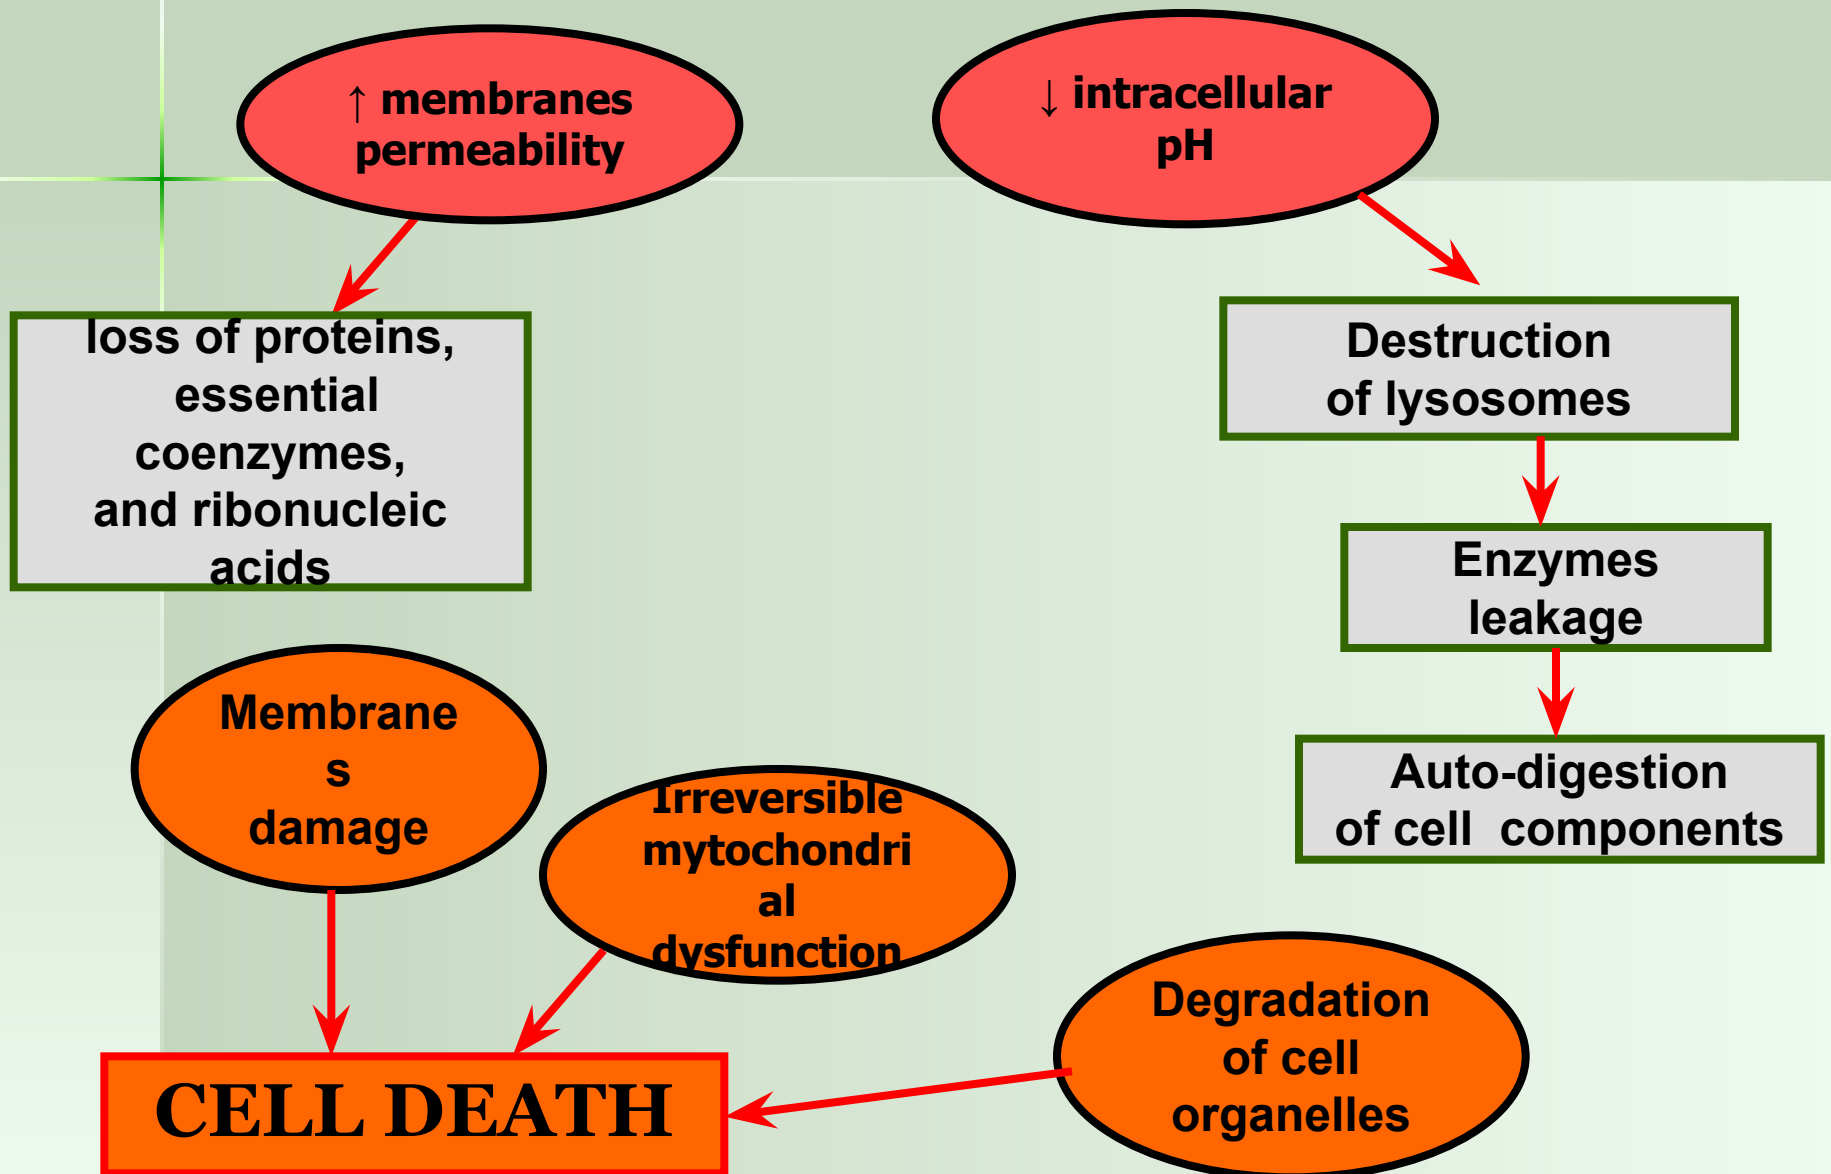 ↑ membranes
permeability
↓ intracellular
pH
loss of proteins,
essential
coenzymes,
and ribonucleic
acids
Destruction
of lysosomes
Enzymes
leakage
Auto-digestion
of cell components
Membrane
s
damage
Irreversible
mytochondri
al
dysfunction
Degradation
of cell
organelles
CELL DEATH